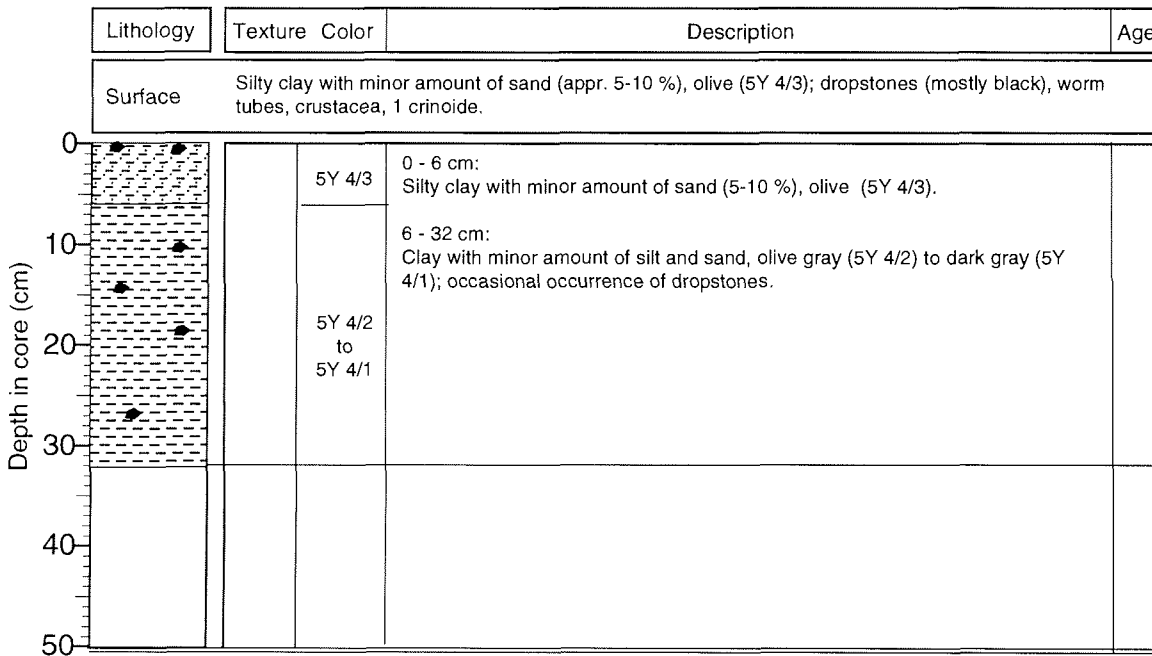 Lithology Texture Color Description Age
Surface
Silty clay with minor amount of sand (appr. 5-10 %), olive (5Y 4/3); dropstones (mostly black), worm
tubes, crustacea, 1 crinoide.
Depth in core (cm)
0
10
20
30
40
50
5Y 4/3
5Y 4/2
to
5Y 4/1
0 - 6 cm:
Silty clay with minor amount of sand (5-10 %), olive (5Y 4/3).
6 - 32 cm:
Clay with minor amount of silt and sand, olive gray (5Y 4/2) to dark gray (5Y
4/1); occasional occurrence of dropstones.